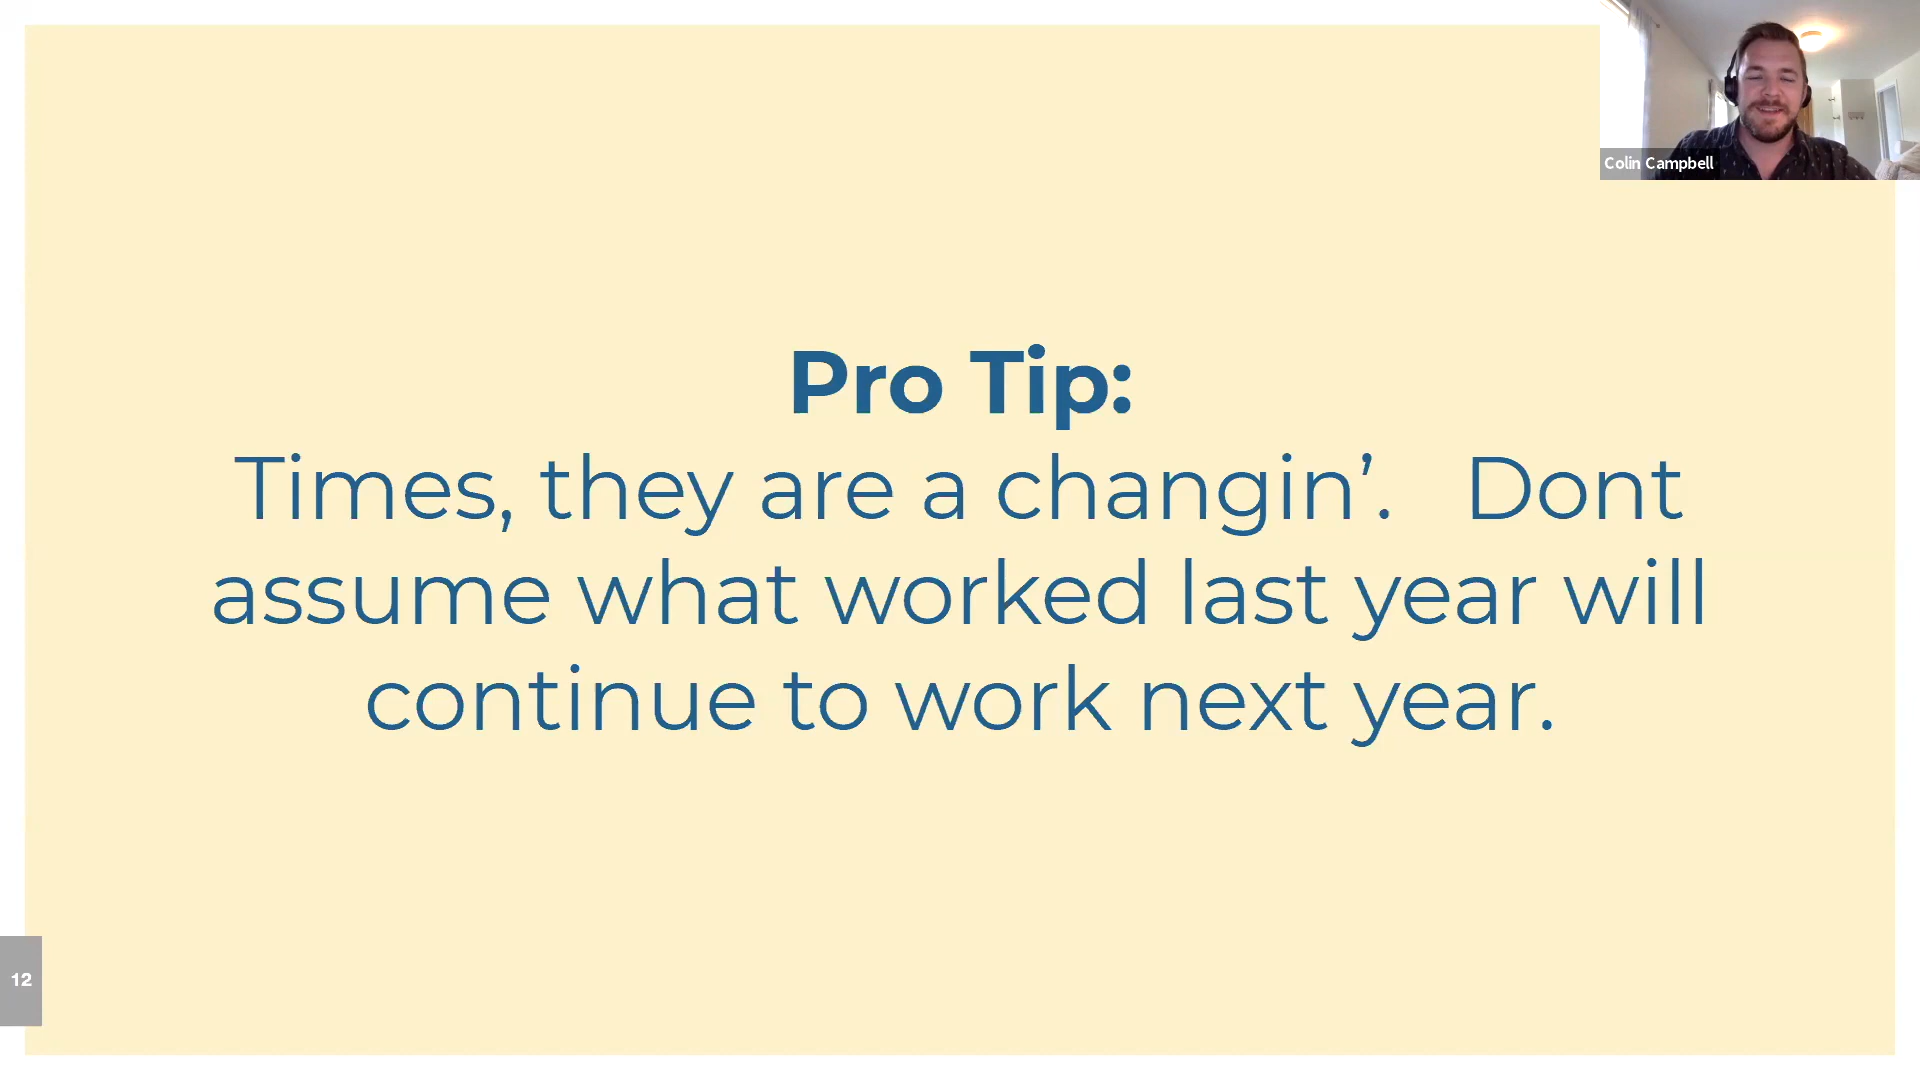 Colin Campbell
Pro Tip:
Times, they are a changin’. Dont
assume what worked last year will
continue to work next year.
12